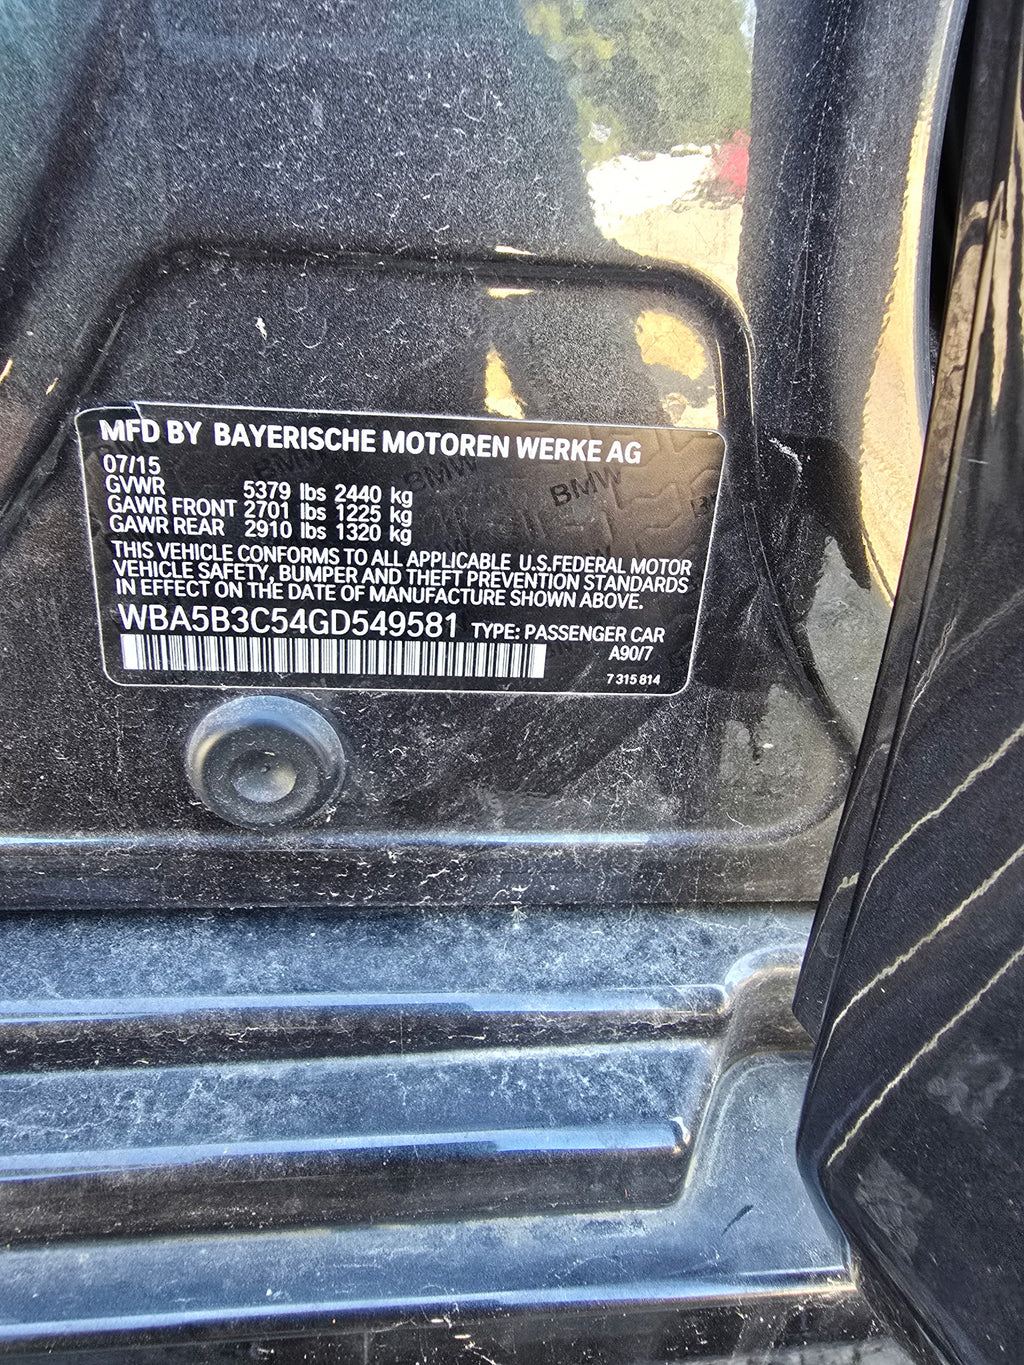 MFD BY BAYERISCHE MOTOREN WERKE AG
07/15
GVWR 5379 lbs 2440 kg
GAWR FRONT 2701 lbs 1225 kg
GAWR REAR 2910 lbs 1320 kg
THIS VEHICLE CONFORMS TO ALL APPLICABLE U.S.FEDERAL MOTOR
VEHICLE SAFETY, BUMPER AND THEFT PREVENTION STANDARDS
IN EFFECT ON THE DATE OF MANUFACTURE SHOWN ABOVE.
WBA5B3C54GD549581 TYPE: PASSENGER CAR
A90/7
7 315 814
BMW
BMW
BMW